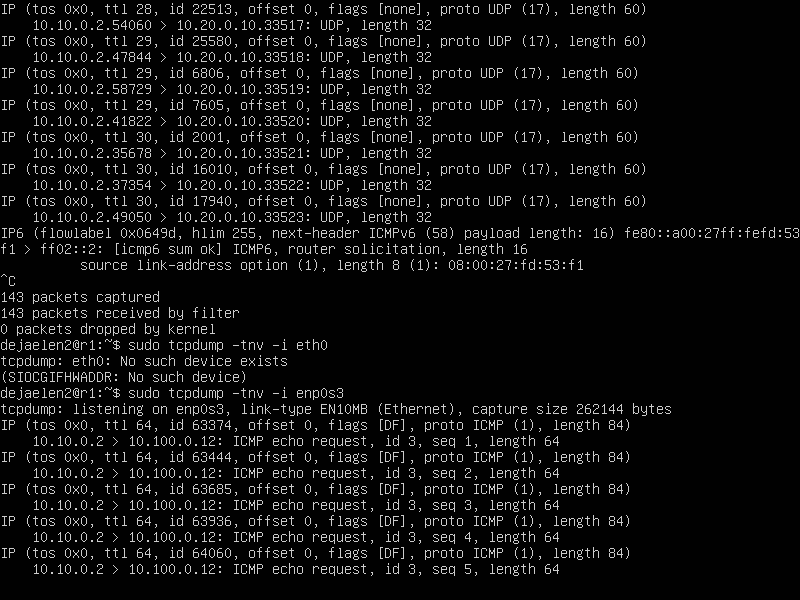 IP (tos 0x0, ttl 28, id 22513, offset 0, flags [none], proto UDP (17), length 60)
    10.10.0.2.54060 > 10.20.0.10.33517: UDP, length 32
IP (tos 0x0, ttl 29, id 25580, offset 0, flags [none], proto UDP (17), length 60)
    10.10.0.2.47844 > 10.20.0.10.33518: UDP, length 32
IP (tos 0x0, ttl 29, id 6806, offset 0, flags [none], proto UDP (17), length 60)
    10.10.0.2.58729 > 10.20.0.10.33519: UDP, length 32
IP (tos 0x0, ttl 29, id 7605, offset 0, flags [none], proto UDP (17), length 60)
    10.10.0.2.41822 > 10.20.0.10.33520: UDP, length 32
IP (tos 0x0, ttl 30, id 2001, offset 0, flags [none], proto UDP (17), length 60)
    10.10.0.2.35678 > 10.20.0.10.33521: UDP, length 32
IP (tos 0x0, ttl 30, id 16010, offset 0, flags [none], proto UDP (17), length 60)
    10.10.0.2.37354 > 10.20.0.10.33522: UDP, length 32
IP (tos 0x0, ttl 30, id 17940, offset 0, flags [none], proto UDP (17), length 60)
    10.10.0.2.49050 > 10.20.0.10.33523: UDP, length 32
IP6 (flowlabel 0x0649d, hlim 255, next-header ICMPv6 (58) payload length: 16) fe80::a00:27ff:fefd:53
f1 > ff02::2: [icmp6 sum ok] ICMP6, router solicitation, length 16
          source link-address option (1), length 8 (1): 08:00:27:fd:53:f1
^C
143 packets captured
143 packets received by filter
0 packets dropped by kernel
dejaelen2@r1:~$ sudo tcpdump -tnv -i eth0
tcpdump: eth0: No such device exists
(SIOCGIFHWADDR: No such device)
dejaelen2@r1:~$ sudo tcpdump -tnv -i enp0s3
tcpdump: listening on enp0s3, link-type EN10MB (Ethernet), capture size 262144 bytes
IP (tos 0x0, ttl 64, id 63374, offset 0, flags [DF], proto ICMP (1), length 84)
    10.10.0.2 > 10.100.0.12: ICMP echo request, id 3, seq 1, length 64
IP (tos 0x0, ttl 64, id 63444, offset 0, flags [DF], proto ICMP (1), length 84)
    10.10.0.2 > 10.100.0.12: ICMP echo request, id 3, seq 2, length 64
IP (tos 0x0, ttl 64, id 63685, offset 0, flags [DF], proto ICMP (1), length 84)
    10.10.0.2 > 10.100.0.12: ICMP echo request, id 3, seq 3, length 64
IP (tos 0x0, ttl 64, id 63936, offset 0, flags [DF], proto ICMP (1), length 84)
    10.10.0.2 > 10.100.0.12: ICMP echo request, id 3, seq 4, length 64
IP (tos 0x0, ttl 64, id 64060, offset 0, flags [DF], proto ICMP (1), length 84)
    10.10.0.2 > 10.100.0.12: ICMP echo request, id 3, seq 5, length 64